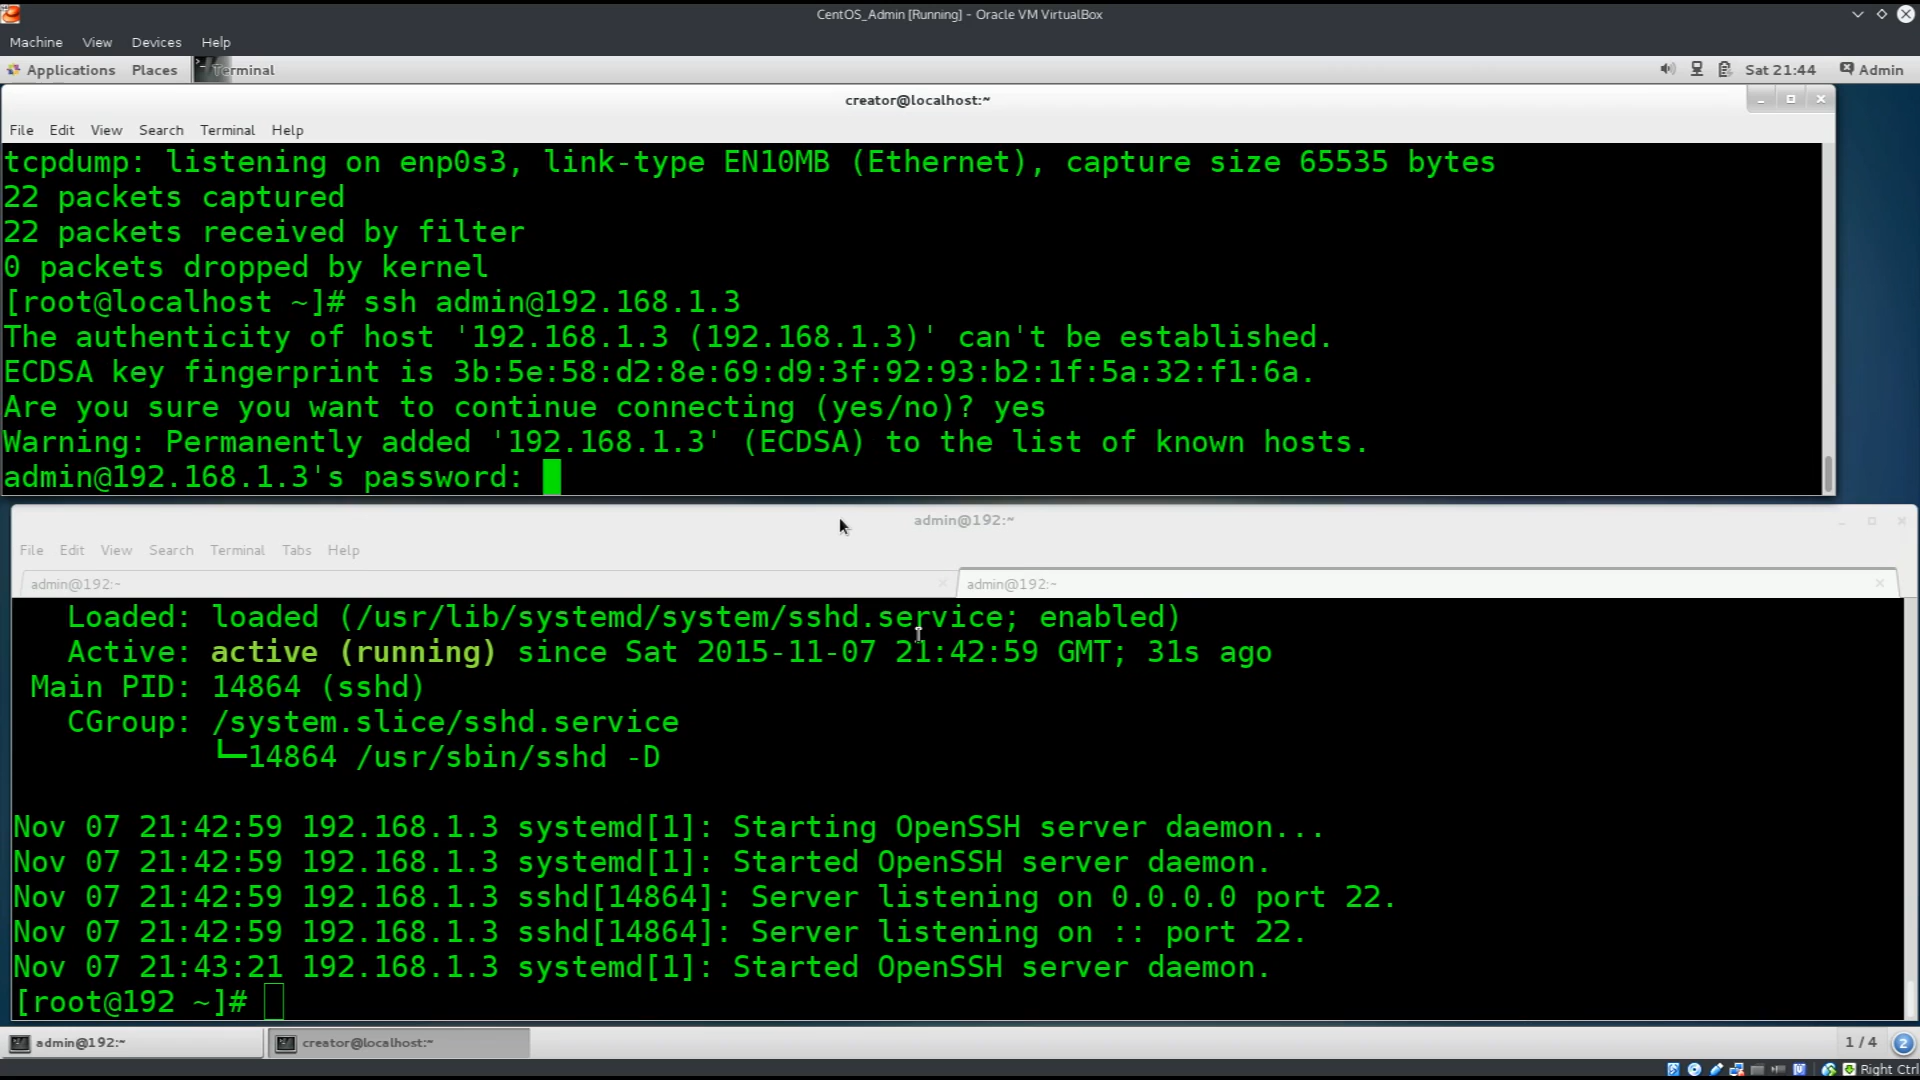 CentOS_Admin [Running] - Oracle VM VirtualBox
Machine View Devices Help
Applications Places Terminal Sat 21:44 Admin
creator@localhost:~
File Edit View Search Terminal Help
tcpdump: listening on enp0s3, link-type EN10MB (Ethernet), capture size 65535 bytes
22 packets captured
22 packets received by filter
0 packets dropped by kernel
[root@localhost ~]# ssh admin@192.168.1.3
The authenticity of host '192.168.1.3 (192.168.1.3)' can't be established.
ECDSA key fingerprint is 3b:5e:58:d2:8e:69:d9:3f:92:93:b2:1f:5a:32:f1:6a.
Are you sure you want to continue connecting (yes/no)? yes
Warning: Permanently added '192.168.1.3' (ECDSA) to the list of known hosts.
admin@192.168.1.3's password:
admin@192:~
File Edit View Search Terminal Tabs Help
admin@192:~ admin@192:~
Loaded: loaded (/usr/lib/systemd/system/sshd.service; enabled)
Active: active (running) since Sat 2015-11-07 21:42:59 GMT; 31s ago
Main PID: 14864 (sshd)
CGroup: /system.slice/sshd.service
└─14864 /usr/sbin/sshd -D
Nov 07 21:42:59 192.168.1.3 systemd[1]: Starting OpenSSH server daemon...
Nov 07 21:42:59 192.168.1.3 systemd[1]: Started OpenSSH server daemon.
Nov 07 21:42:59 192.168.1.3 sshd[14864]: Server listening on 0.0.0.0 port 22.
Nov 07 21:42:59 192.168.1.3 sshd[14864]: Server listening on :: port 22.
Nov 07 21:43:21 192.168.1.3 systemd[1]: Started OpenSSH server daemon.
[root@192 ~]#
admin@192:~ creator@localhost:~ 1 / 4 2
Right Ctrl